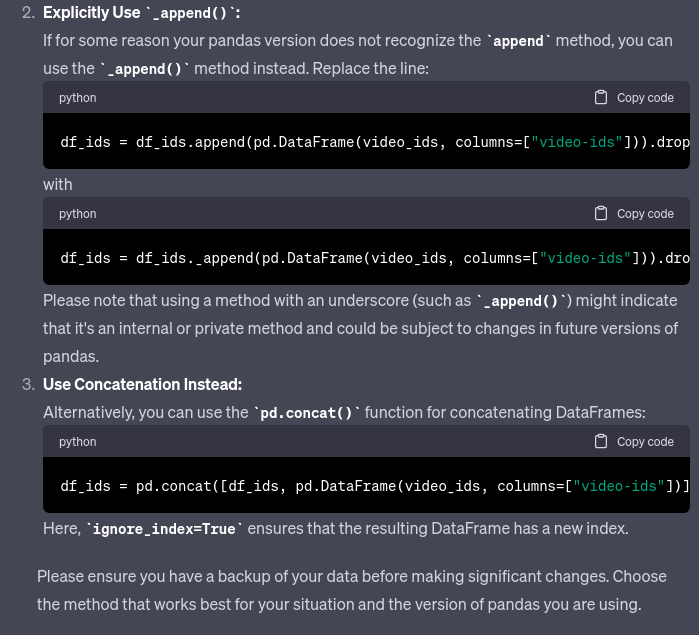 2. Explicitly Use `_append()`:
If for some reason your pandas version does not recognize the `append` method, you can
use the `_append()` method instead. Replace the line:
python Copy code
df_ids = df_ids.append(pd.DataFrame(video_ids, columns=["video-ids"])).drop
with
python Copy code
df_ids = df_ids._append(pd.DataFrame(video_ids, columns=["video-ids"])).dro
Please note that using a method with an underscore (such as `_append()`) might indicate
that it's an internal or private method and could be subject to changes in future versions of
pandas.
3. Use Concatenation Instead:
Alternatively, you can use the `pd.concat()` function for concatenating DataFrames:
python Copy code
df_ids = pd.concat([df_ids, pd.DataFrame(video_ids, columns=["video-ids"])]
Here, `ignore_index=True` ensures that the resulting DataFrame has a new index.
Please ensure you have a backup of your data before making significant changes. Choose
the method that works best for your situation and the version of pandas you are using.